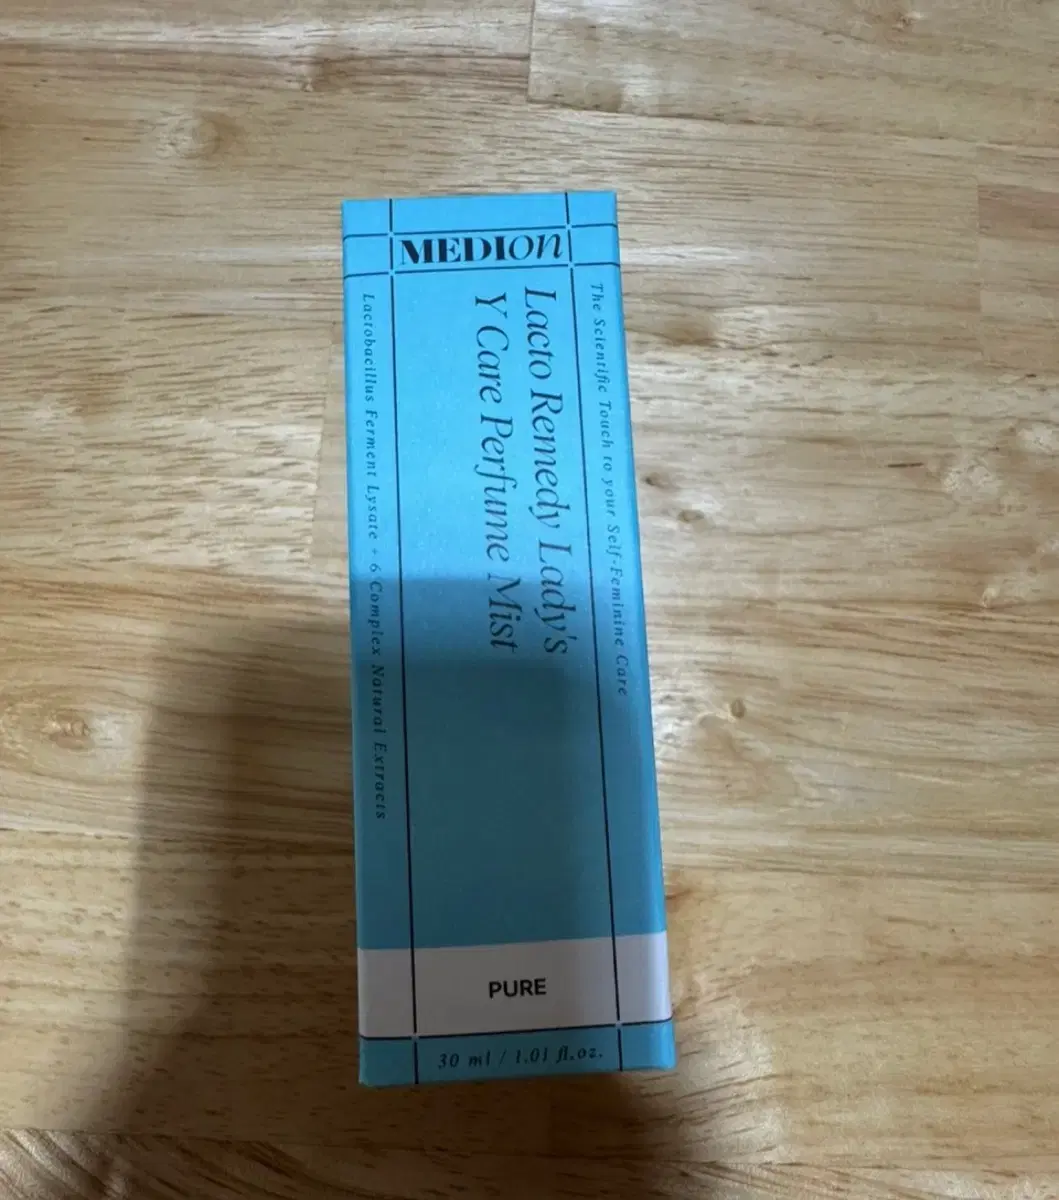 MEDIon
Lacto Remedy Lady's
Y Care Perfume Mist
The Scientific Touch to your Self-Feminine Care
Lactobacillus Ferment Lysate + 6 Complex Natural Extracts
PURE
30 ml / 1.01 fl.oz.